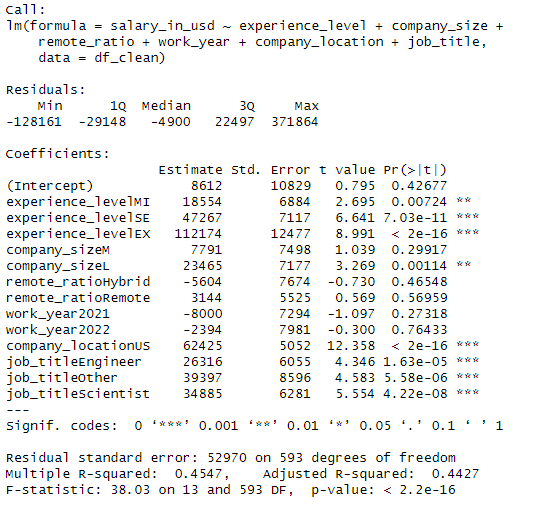 Call:
lm(formula = salary_in_usd ~ experience_level + company_size +
    remote_ratio + work_year + company_location + job_title,
    data = df_clean)

Residuals:
    Min      1Q  Median      3Q     Max
-128161  -29148   -4900   22497  371864

Coefficients:
                    Estimate Std. Error t value Pr(>|t|)
(Intercept)             8612      10829   0.795  0.42677
experience_levelMI     18554       6884   2.695  0.00724 **
experience_levelSE     47267       7117   6.641 7.03e-11 ***
experience_levelEX    112174      12477   8.991  < 2e-16 ***
company_sizeM           7791       7498   1.039  0.29917
company_sizeL          23465       7177   3.269  0.00114 **
remote_ratioHybrid     -5604       7674  -0.730  0.46548
remote_ratioRemote      3144       5525   0.569  0.56959
work_year2021          -8000       7294  -1.097  0.27318
work_year2022          -2394       7981  -0.300  0.76433
company_locationUS     62425       5052  12.358  < 2e-16 ***
job_titleEngineer      26316       6055   4.346 1.63e-05 ***
job_titleOther         39397       8596   4.583 5.58e-06 ***
job_titleScientist     34885       6281   5.554 4.22e-08 ***
---
Signif. codes:  0 ‘***’ 0.001 ‘**’ 0.01 ‘*’ 0.05 ‘.’ 0.1 ‘ ’ 1

Residual standard error: 52970 on 593 degrees of freedom
Multiple R-squared:  0.4547,    Adjusted R-squared:  0.4427
F-statistic: 38.03 on 13 and 593 DF,  p-value: < 2.2e-16